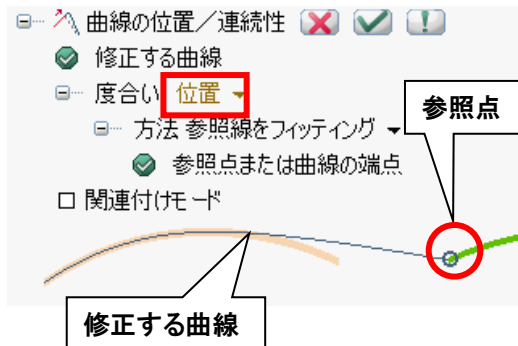 曲線の位置／連続性
修正する曲線
度合い 位置
参照点
方法 参照線をフィッティング
参照点または曲線の端点
関連付けモード
修正する曲線